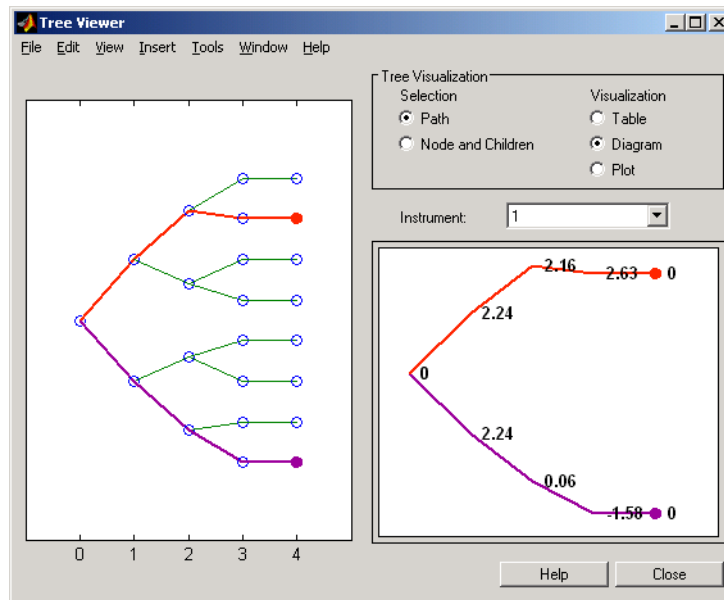 Tree Viewer
File Edit View Insert Tools Window Help
Tree Visualization
Selection
Path
Node and Children
Visualization
Table
Diagram
Plot
Instrument: 1
0 1 2 3 4
2.16 2.63 0
2.24
0
2.24
0.06
-1.58 0
Help Close